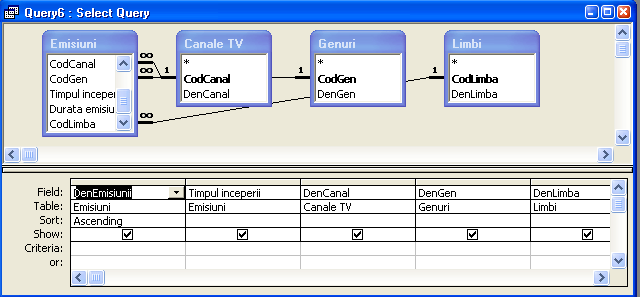 Query6 : Select Query
Emisiuni Canale TV Genuri Limbi
CodCanal
CodGen
Timpul inceper
Durata emisiu
CodLimba
*
CodCanal
DenCanal
*
CodGen
DenGen
*
CodLimba
DenLimba
∞ ∞ 1 1 1 ∞
Field: DenEmisiunii Timpul inceperii DenCanal DenGen DenLimba
Table: Emisiuni Emisiuni Canale TV Genuri Limbi
Sort: Ascending
Show:
Criteria:
or: